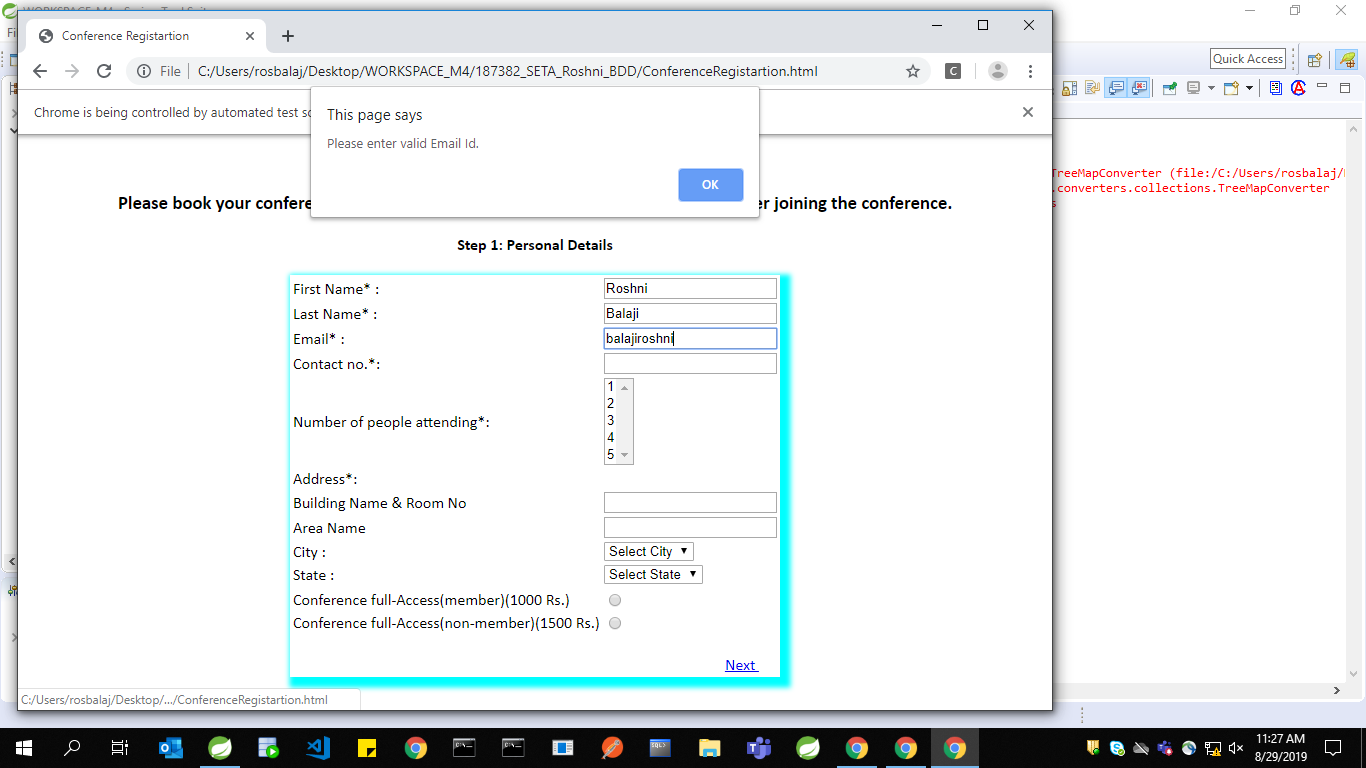 Conference Registartion
File C:/Users/rosbalaj/Desktop/WORKSPACE_M4/187382_SETA_Roshni_BDD/ConferenceRegistartion.html
Quick Access
Chrome is being controlled by automated test
This page says
Please enter valid Email Id.
OK
TreeMapConverter (file:/C:/Users/rosbalaj/
.converters.collections.TreeMapConverter
Please book your joining the conference.
Step 1: Personal Details
First Name* : Roshni
Last Name* : Balaji
Email* : balajiroshni
Contact no.*:
1
2
Number of people attending*: 3
4
5
Address*:
Building Name & Room No
Area Name
City : Select City
State : Select State
Conference full-Access(member)(1000 Rs.)
Conference full-Access(non-member)(1500 Rs.)
Next
C:/Users/rosbalaj/Desktop/.../ConferenceRegistartion.html
11:27 AM
8/29/2019